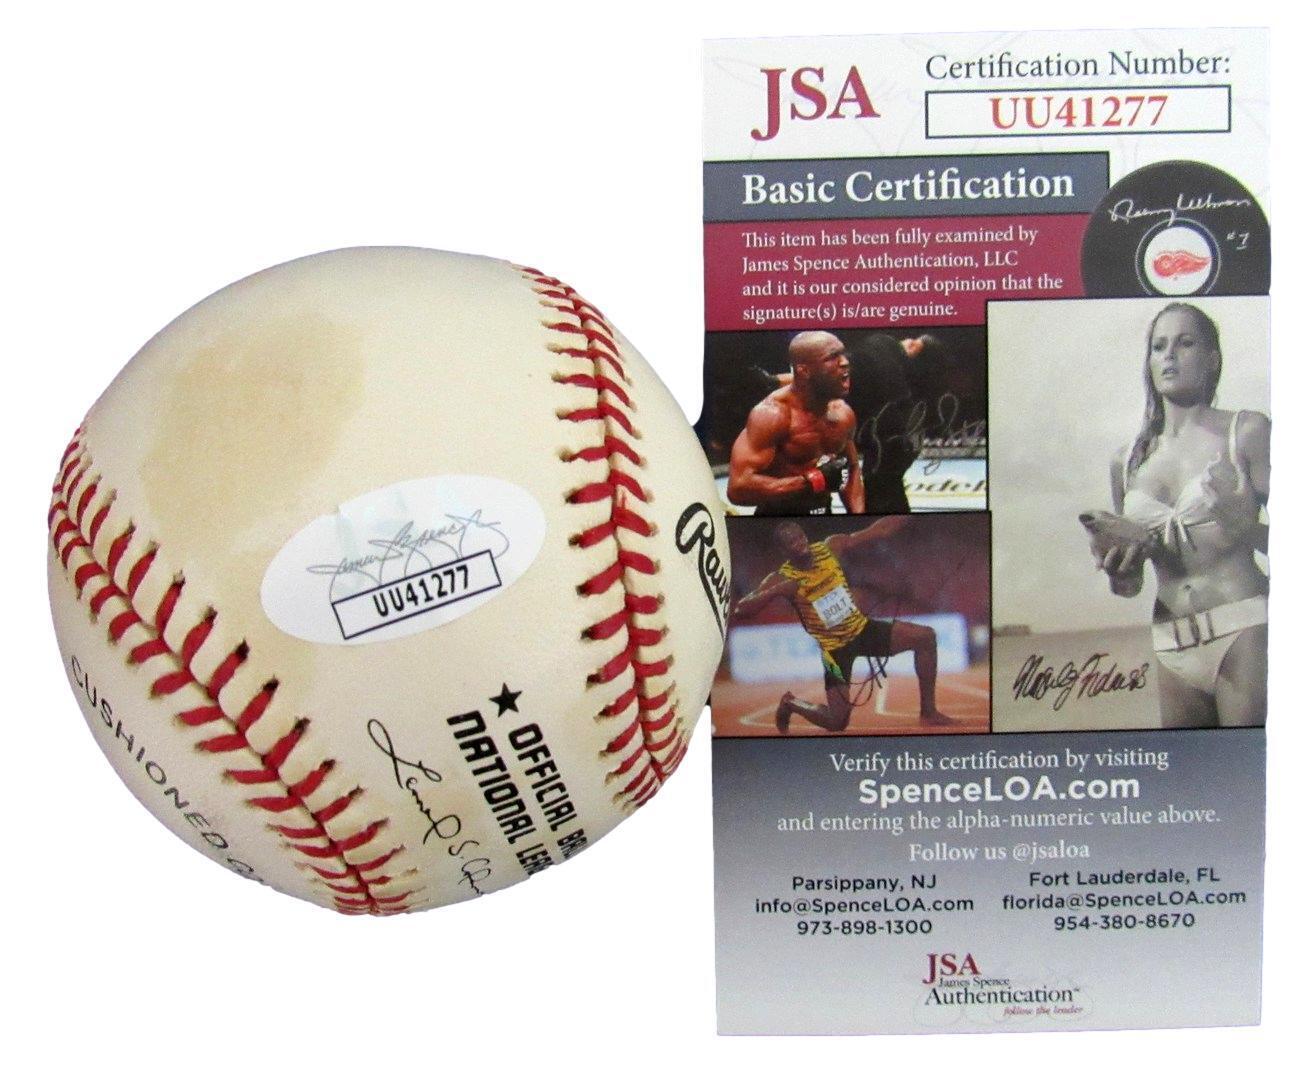 JSA
Certification Number:
UU41277
Basic Certification
This item has been fully examined by
James Spence Authentication, LLC
and it is our considered opinion that the
signature(s) is/are genuine.
#7
BOLT
Verify this certification by visiting
SpenceLOA.com
and entering the alpha-numeric value above.
Follow us @jsaloa
Parsippany, NJ
info@SpenceLOA.com
973-898-1300
Fort Lauderdale, FL
florida@SpenceLOA.com
954-380-8670
JSA
James Spence
Authentication
follow the leader
James Spence
UU41277
OFFICIAL
NATIONAL
CUSHIONED